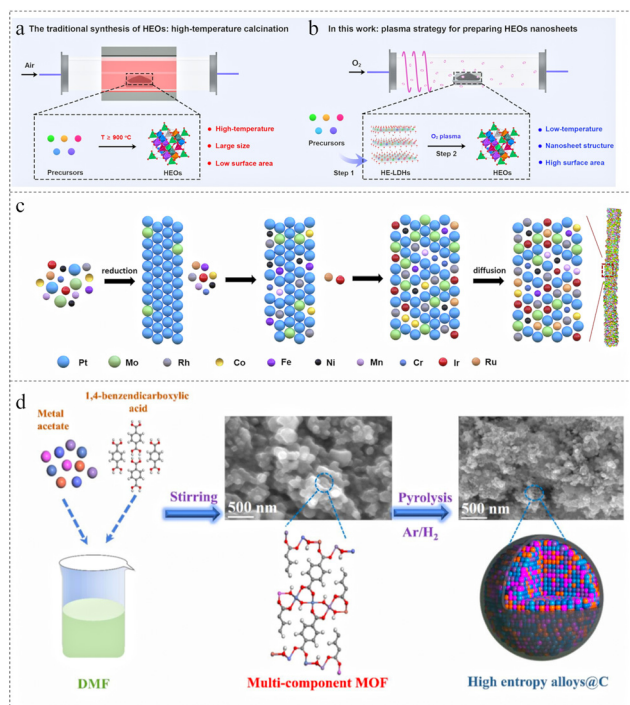 a
The traditional synthesis of HEOs: high-temperature calcination
Air
Precursors
T ≥ 900 °C
HEOs
High-temperature
Large size
Low surface area
b
In this work: plasma strategy for preparing HEOs nanosheets
O₂
Precursors
Step 1
HE-LDHs
O₂ plasma
Step 2
HEOs
Low-temperature
Nanosheet structure
High surface area
c
reduction
diffusion
Pt Mo Rh Co Fe Ni Mn Cr Ir Ru
d
Metal
acetate
1,4-benzendicarboxylic
acid
DMF
Stirring
500 nm
Multi-component MOF
Pyrolysis
Ar/H₂
500 nm
High entropy alloys@C